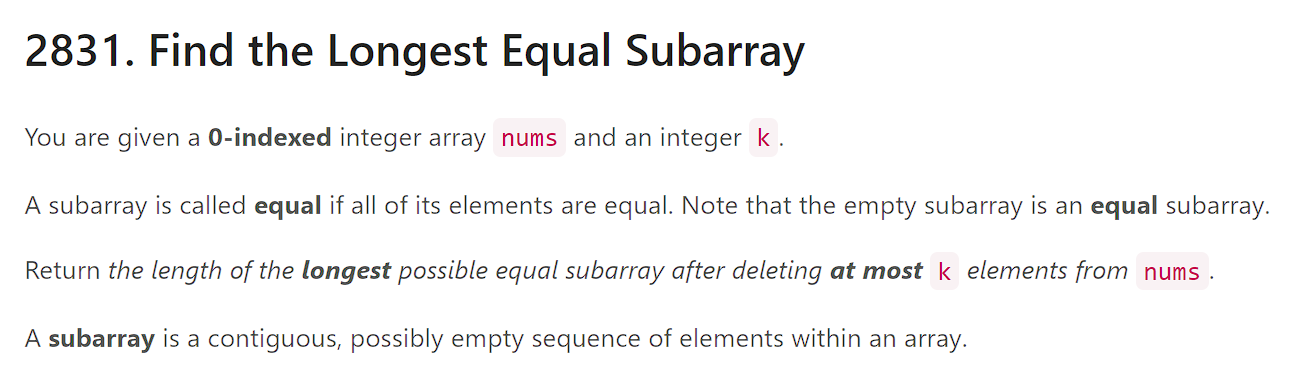 2831. Find the Longest Equal Subarray
You are given a 0-indexed integer array nums and an integer k.
A subarray is called equal if all of its elements are equal. Note that the empty subarray is an equal subarray.
Return the length of the longest possible equal subarray after deleting at most k elements from nums.
A subarray is a contiguous, possibly empty sequence of elements within an array.